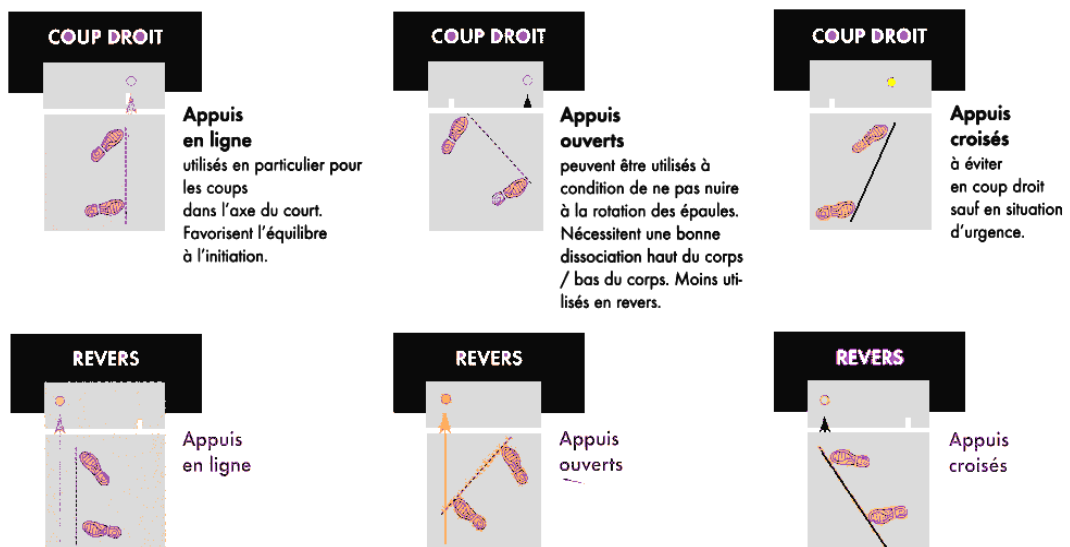 COUP DROIT
Appuis
en ligne
utilisés en particulier pour
les coups
dans l'axe du court.
Favorisent l'équilibre
à l'initiation.
COUP DROIT
Appuis
ouverts
peuvent être utilisés à
condition de ne pas nuire
à la rotation des épaules.
Nécessitent une bonne
dissociation haut du corps
/ bas du corps. Moins uti-
lisés en revers.
COUP DROIT
Appuis
croisés
à éviter
en coup droit
sauf en situation
d'urgence.
REVERS
Appuis
en ligne
REVERS
Appuis
ouverts
REVERS
Appuis
croisés